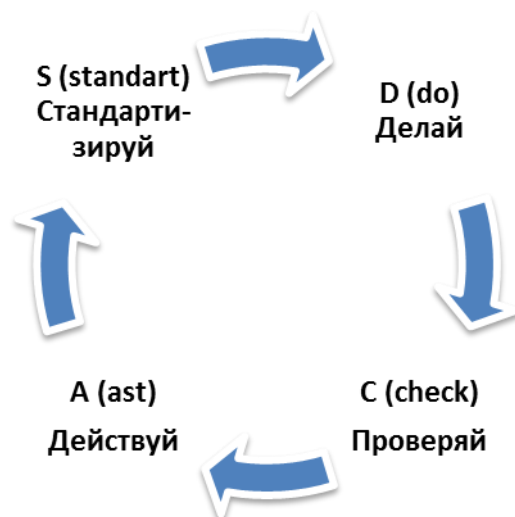 S (standart)
Стандарти-
зируй
D (do)
Делай
A (ast)
Действуй
C (check)
Проверяй